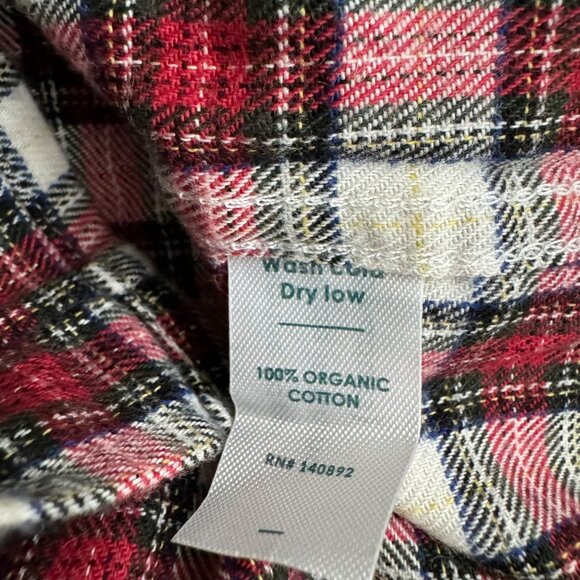 Wash Cold
Dry low
100% ORGANIC
COTTON
RN# 140892